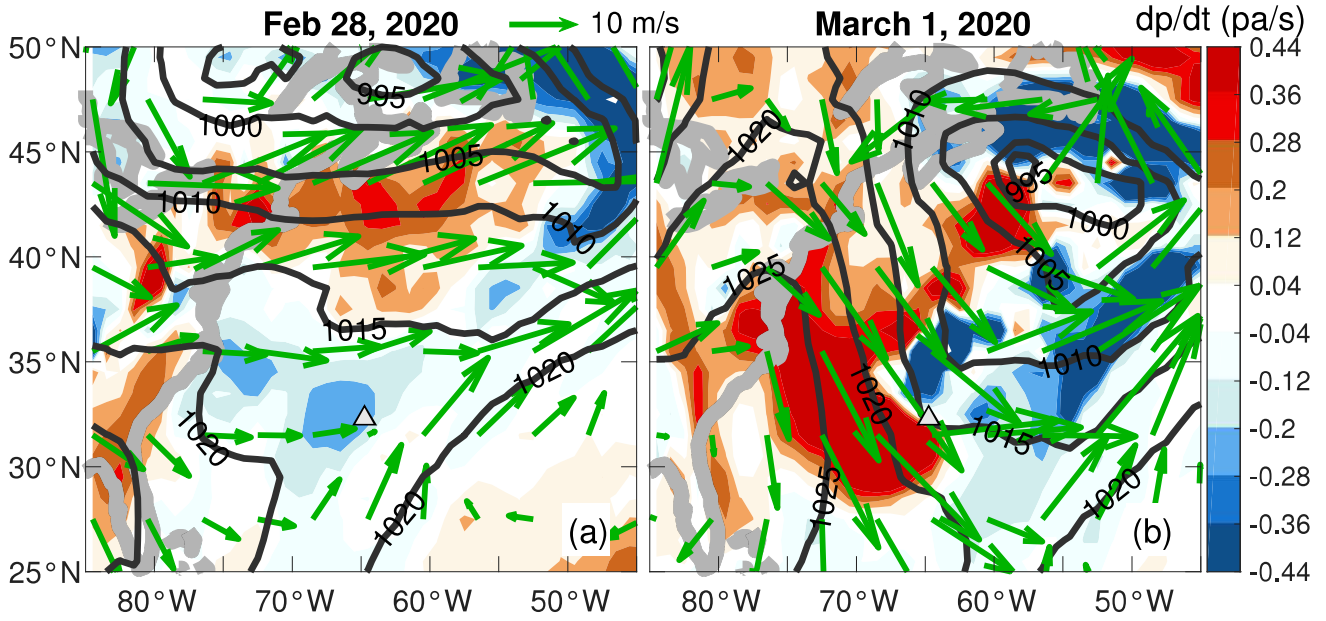 Feb 28, 2020
10 m/s
March 1, 2020
dp/dt (pa/s)
50°N
45°N
40°N
35°N
30°N
25°N
995
1000
1005
1010
1010
1015
1020
1020
1020
(a)
80°W
70°W
60°W
50°W
1020
1010
995
1000
1005
1025
1010
1020
1015
1025
1020
(b)
80°W
70°W
60°W
50°W
0.44
0.36
0.28
0.2
0.12
0.04
-0.04
-0.12
-0.2
-0.28
-0.36
-0.44